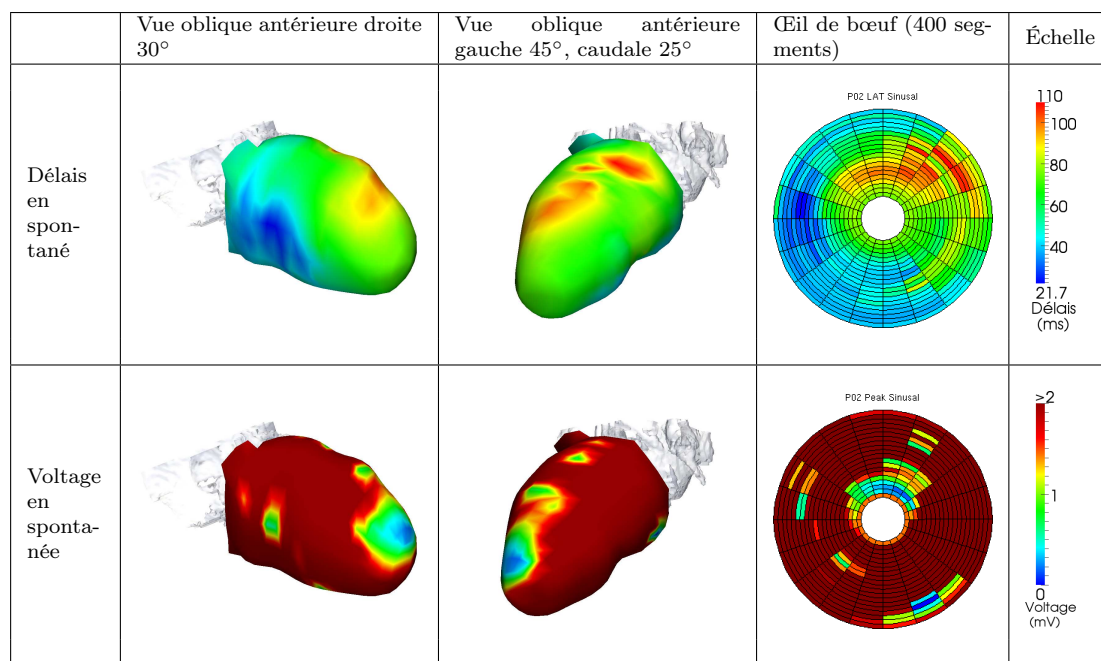 Vue oblique antérieure droite
30°
Vue oblique antérieure
gauche 45°, caudale 25°
Œil de bœuf (400 seg-
ments)
Échelle
Délais
en
spon-
tané
P02 LAT Sinusal
110
100
80
60
40
21.7
Délais
(ms)
Voltage
en
sponta-
née
P02 Peak Sinusal
>2
1
0
Voltage
(mV)